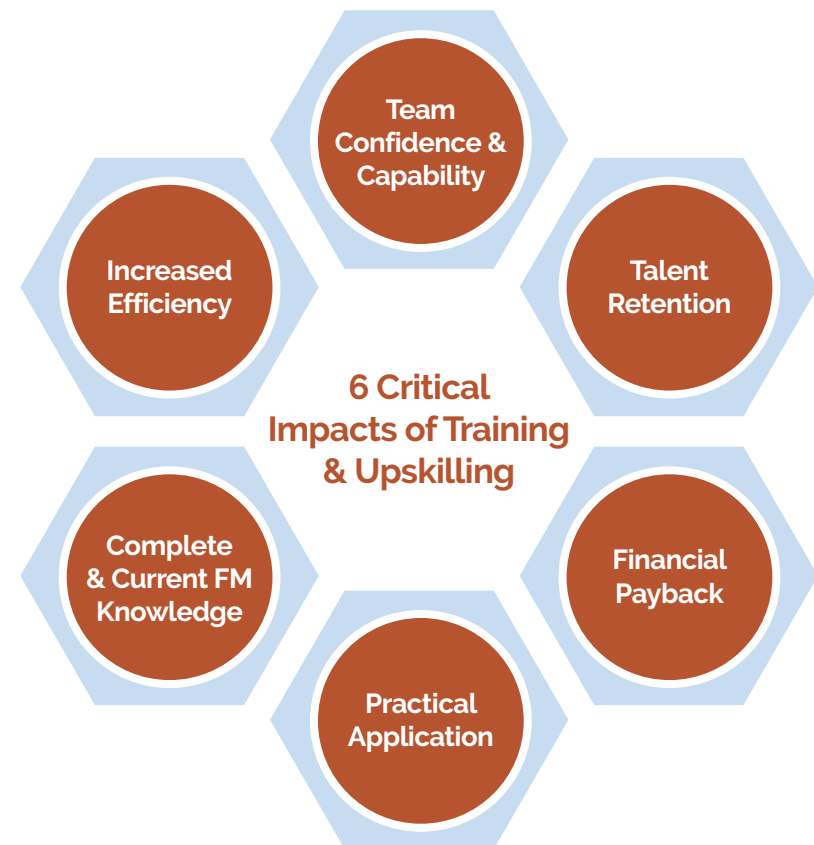 Team
Confidence &
Capability
Talent
Retention
Financial
Payback
Practical
Application
Complete
& Current FM
Knowledge
Increased
Efficiency
6 Critical
Impacts of Training
& Upskilling